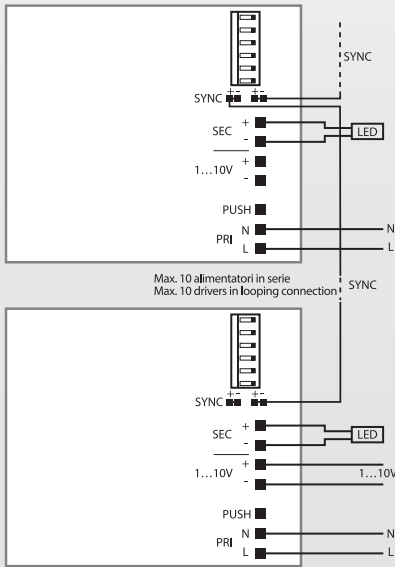 SYNC
+- +-
SYNC
SEC
+
-
LED
1...10V
+
-
PUSH
PRI
N
L
N
L
Max. 10 alimentatori in serie
Max. 10 drivers in looping connection
SYNC
+- +-
SYNC
SEC
+
-
LED
1...10V
+
-
1...10V
PUSH
PRI
N
L
N
L